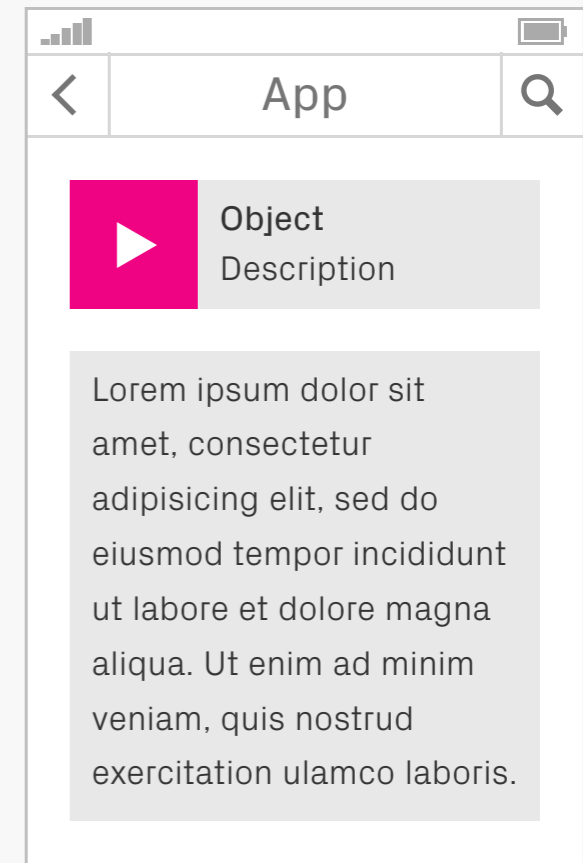 App
Object
Description
Lorem ipsum dolor sit
amet, consectetur
adipisicing elit, sed do
eiusmod tempor incididunt
ut labore et dolore magna
aliqua. Ut enim ad minim
veniam, quis nostrud
exercitation ulamco laboris.